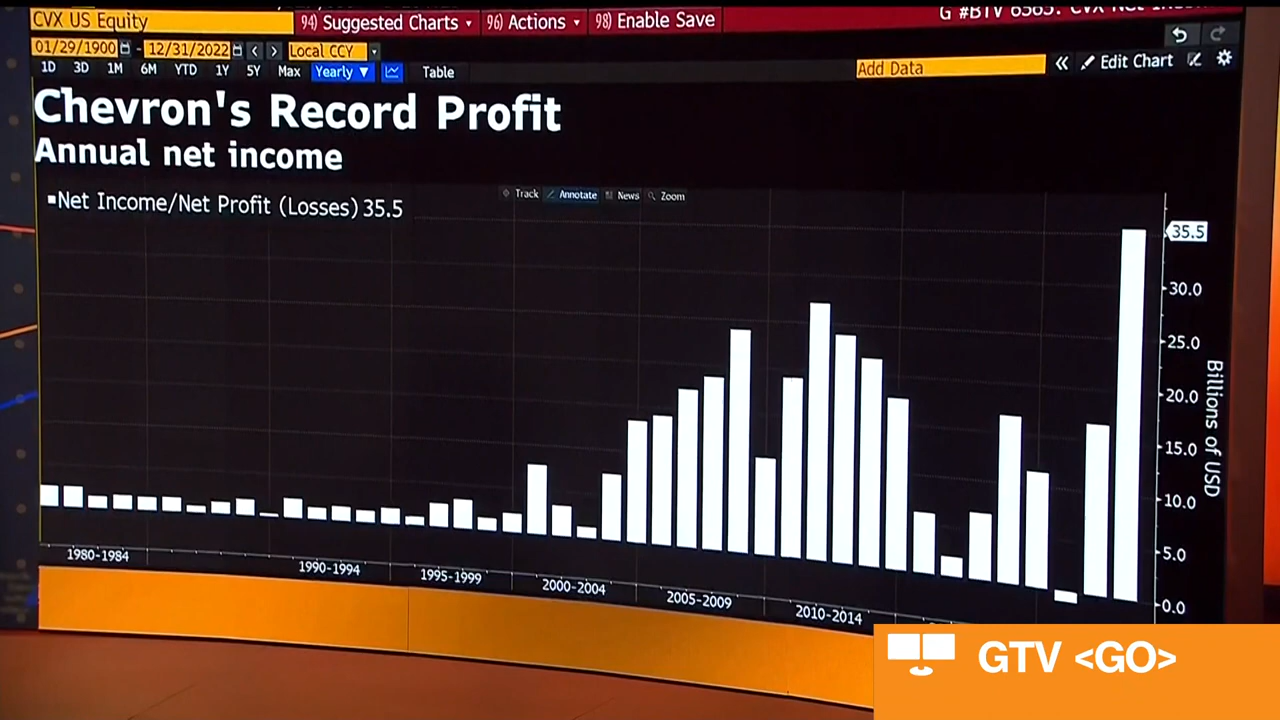 CVX US Equity 94) Suggested Charts 96) Actions 98) Enable Save G #BTV 6565: CVX Net
01/29/1900 - 12/31/2022 Local CCY
1D 3D 1M 6M YTD 1Y 5Y Max Yearly ▼ Table Add Data « Edit Chart
Chevron's Record Profit
Annual net income
Net Income/Net Profit (Losses) 35.5
Track Annotate News Zoom
35.5
30.0
25.0
20.0
15.0
10.0
5.0
0.0
Billions of USD
1980-1984 1990-1994 1995-1999 2000-2004 2005-2009 2010-2014
GTV <GO>